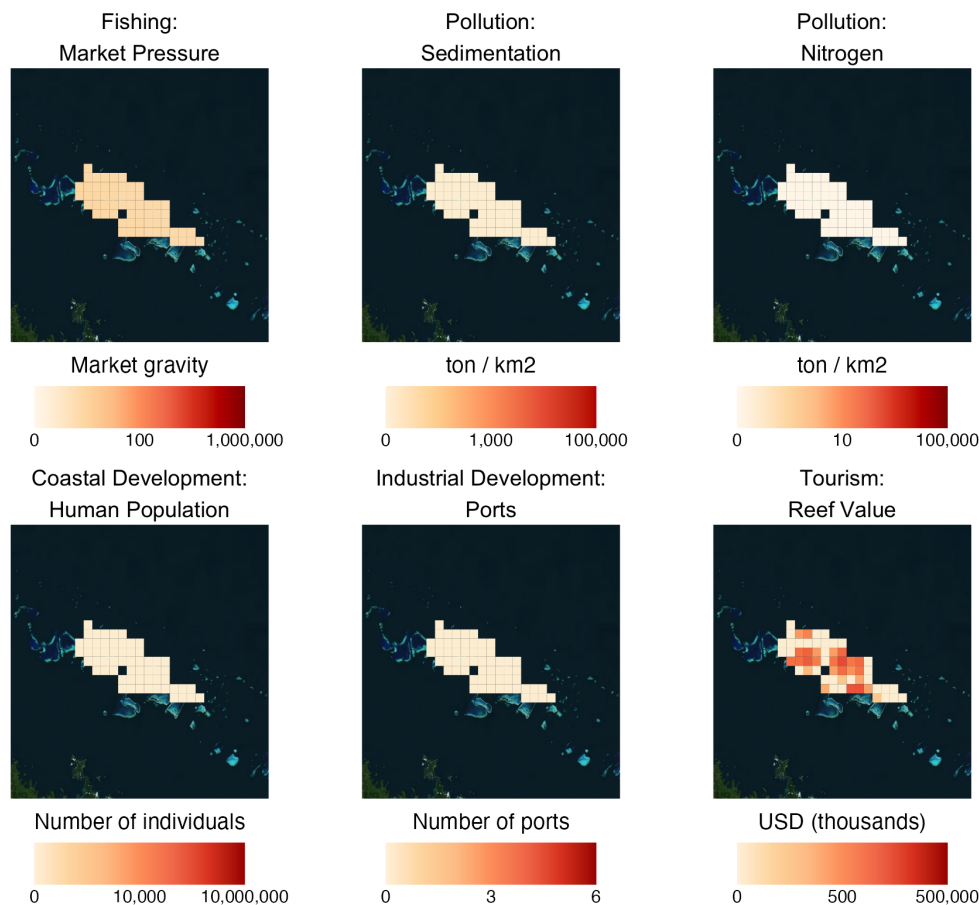 Fishing:
Market Pressure
Pollution:
Sedimentation
Pollution:
Nitrogen
Market gravity
0 100 1,000,000
ton / km2
0 1,000 100,000
ton / km2
0 10 100,000
Coastal Development:
Human Population
Industrial Development:
Ports
Tourism:
Reef Value
Number of individuals
0 10,000 10,000,000
Number of ports
0 3 6
USD (thousands)
0 500 500,000